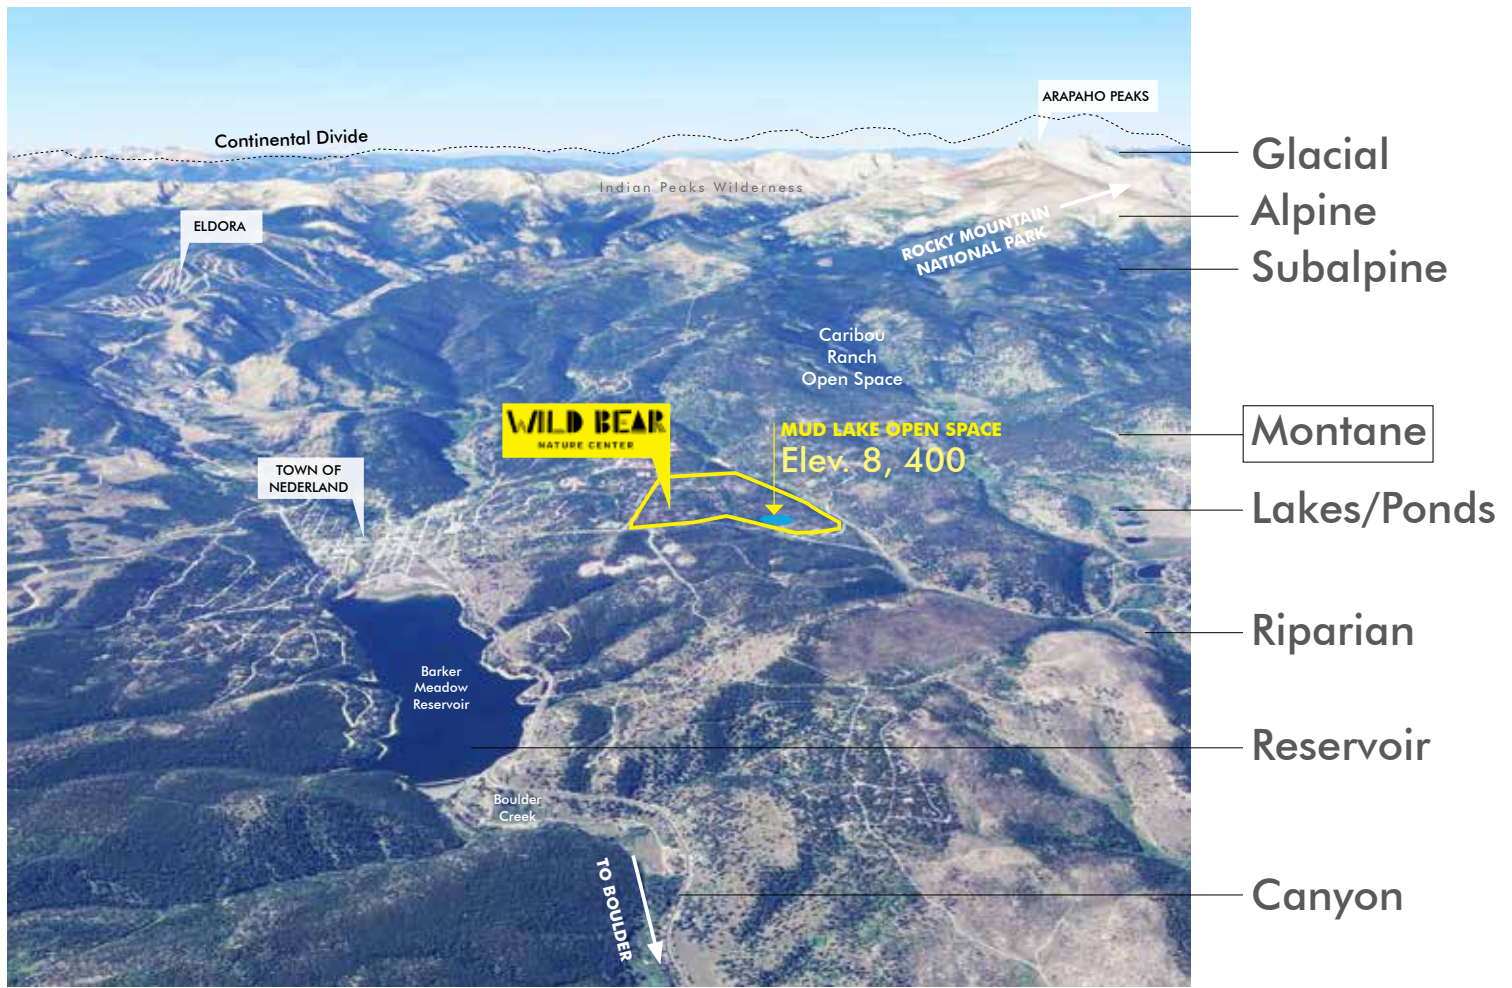 ARAPAHO PEAKS
Continental Divide
Glacial
Indian Peaks Wilderness
Alpine
ELDORA
ROCKY MOUNTAIN
NATIONAL PARK
Subalpine
Caribou
Ranch
Open Space
WILD BEAR
NATURE CENTER
MUD LAKE OPEN SPACE
Elev. 8, 400
Montane
TOWN OF
NEDERLAND
Lakes/Ponds
Riparian
Barker
Meadow
Reservoir
Reservoir
Boulder
Creek
TO BOULDER
Canyon